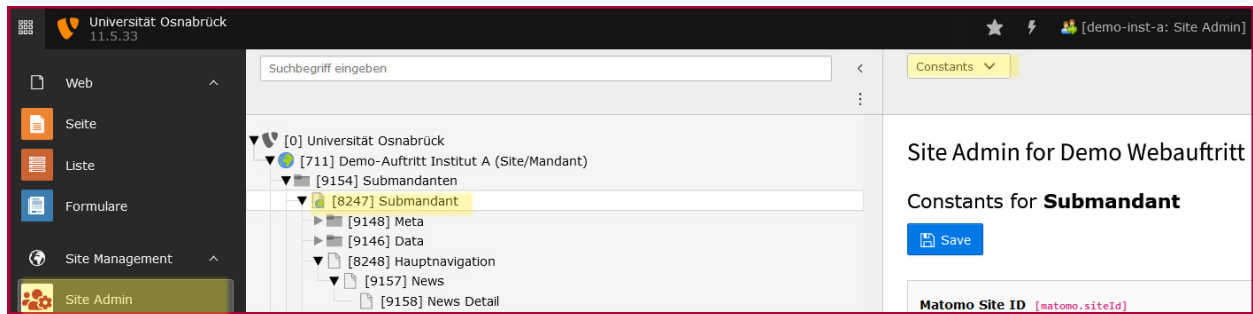 Universität Osnabrück
11.5.33
[demo-inst-a: Site Admin]
Web
Seite
Liste
Formulare
Site Management
Site Admin
Suchbegriff eingeben
[0] Universität Osnabrück
[711] Demo-Auftritt Institut A (Site/Mandant)
[9154] Submandanten
[8247] Submandant
[9148] Meta
[9146] Data
[8248] Hauptnavigation
[9157] News
[9158] News Detail
Constants
Site Admin for Demo Webauftritt
Constants for Submandant
Save
Matomo Site ID [matomo.siteId]